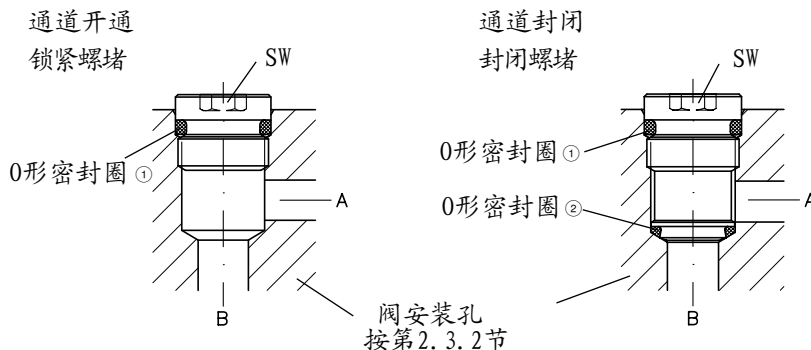 通道开通
锁紧螺堵
SW
O形密封圈①
A
B
通道封闭
封闭螺堵
SW
O形密封圈①
O形密封圈②
A
B
阀安装孔
按第2.3.2节